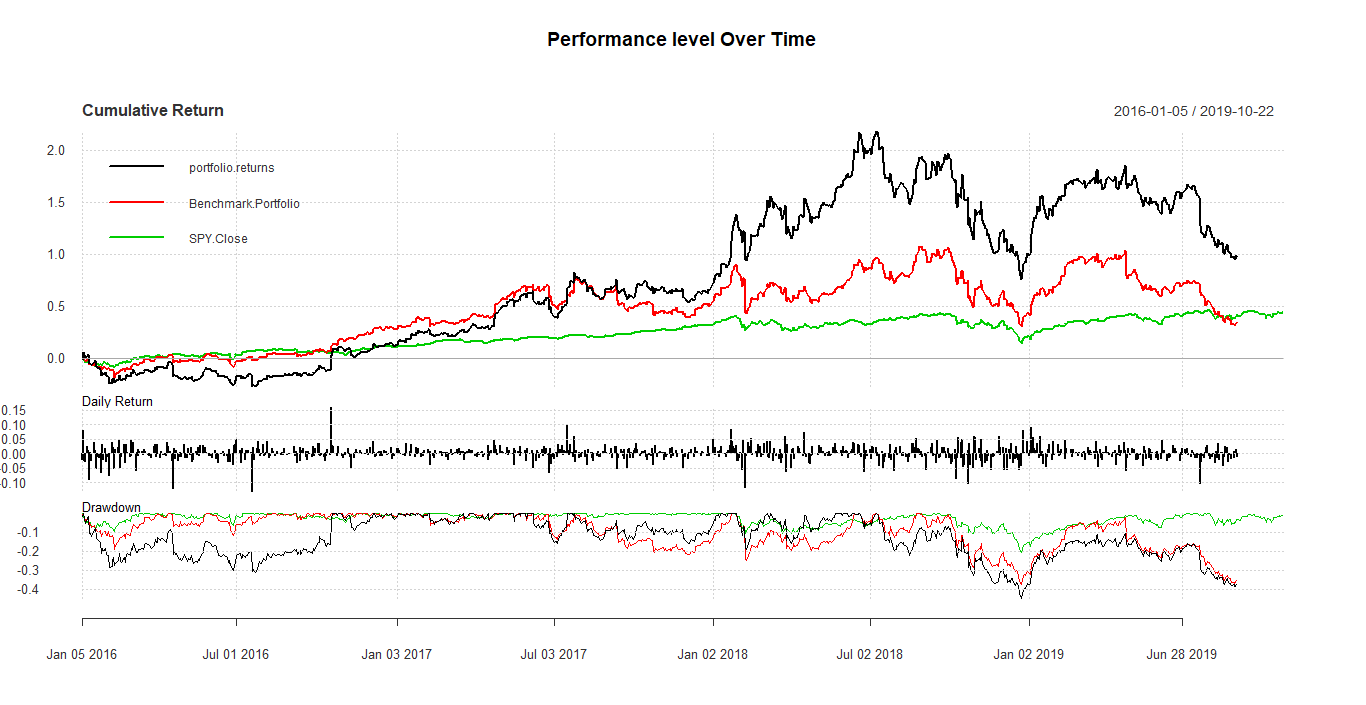 Performance level Over Time
Cumulative Return 2016-01-05 / 2019-10-22
2.0
portfolio.returns
1.5
Benchmark.Portfolio
SPY.Close
1.0
0.5
0.0
Daily Return
0.15
0.10
0.05
0.00
-0.05
-0.10
Drawdown
-0.1
-0.2
-0.3
-0.4
Jan 05 2016 Jul 01 2016 Jan 03 2017 Jul 03 2017 Jan 02 2018 Jul 02 2018 Jan 02 2019 Jun 28 2019